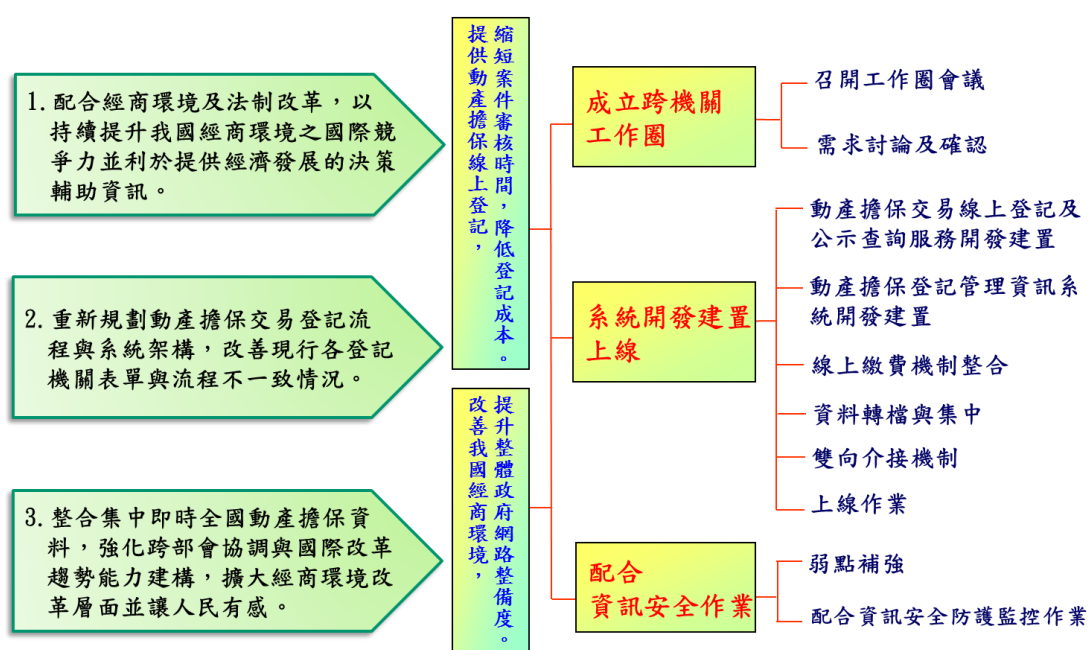 1.配合經商環境及法制改革，以
持續提升我國經商環境之國際競
爭力並利於提供經濟發展的決策
輔助資訊。
2.重新規劃動產擔保交易登記流
程與系統架構，改善現行各登記
機關表單與流程不一致情況。
3.整合集中即時全國動產擔保資
料，強化跨部會協調與國際改革
趨勢能力建構，擴大經商環境改
革層面並讓人民有感。
提供動產擔保線上登記，
縮短案件審核時間，降低登記成本。
改善我國經商環境，
提升整體政府網路整備度。
成立跨機關
工作圈
召開工作圈會議
需求討論及確認
系統開發建置
上線
動產擔保交易線上登記及
公示查詢服務開發建置
動產擔保登記管理資訊系
統開發建置
線上繳費機制整合
資料轉檔與集中
雙向介接機制
上線作業
配合
資訊安全作業
弱點補強
配合資訊安全防護監控作業